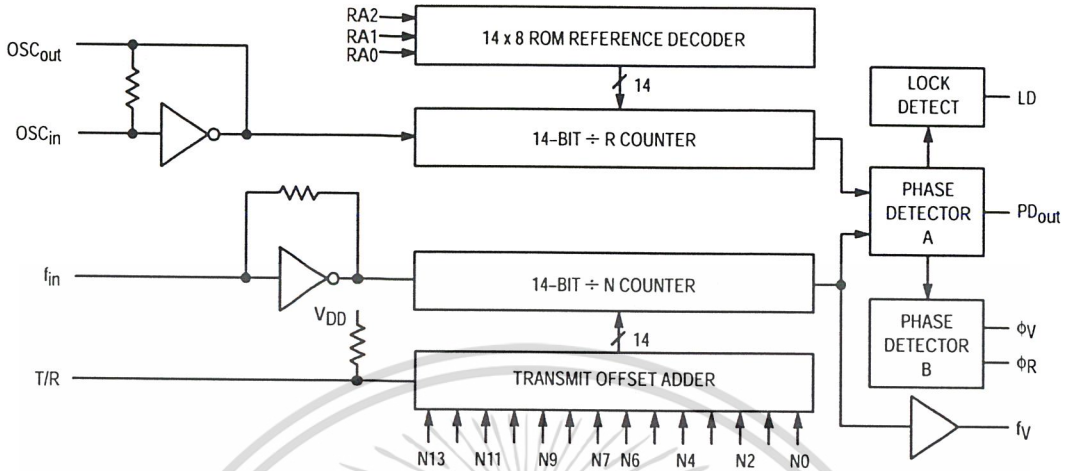 RA2
RA1
RA0
14 x 8 ROM REFERENCE DECODER
OSCout
14
LOCK
DETECT
LD
OSCin
14–BIT ÷ R COUNTER
PHASE
DETECTOR
A
PDout
fin
14–BIT ÷ N COUNTER
VDD
14
PHASE
DETECTOR
B
ϕV
ϕR
T/R
TRANSMIT OFFSET ADDER
fV
N13 N11 N9 N7 N6 N4 N2 N0